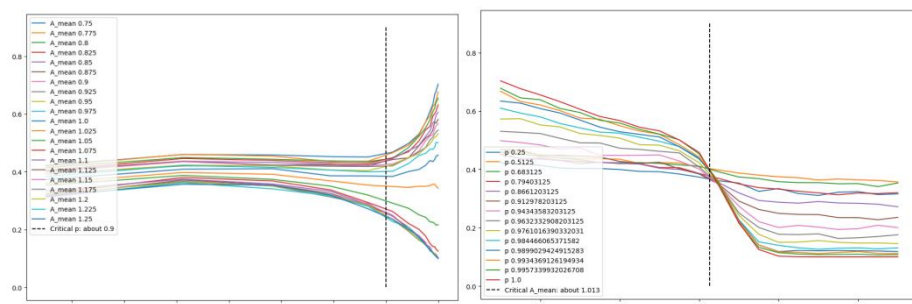 0.8
0.6
0.4
0.2
0.0
A_mean 0.75
A_mean 0.775
A_mean 0.8
A_mean 0.825
A_mean 0.85
A_mean 0.875
A_mean 0.9
A_mean 0.925
A_mean 0.95
A_mean 0.975
A_mean 1.0
A_mean 1.025
A_mean 1.05
A_mean 1.075
A_mean 1.1
A_mean 1.125
A_mean 1.15
A_mean 1.175
A_mean 1.2
A_mean 1.225
A_mean 1.25
Critical p: about 0.9
0.8
0.6
0.4
0.2
0.0
p 0.25
p 0.5125
p 0.683125
p 0.79403125
p 0.8661203125
p 0.912978203125
p 0.94343583203125
p 0.9632332908203125
p 0.9761016390332031
p 0.984466065371582
p 0.9899029424915283
p 0.9934369126194934
p 0.9957339932026708
p 1.0
Critical A_mean: about 1.013